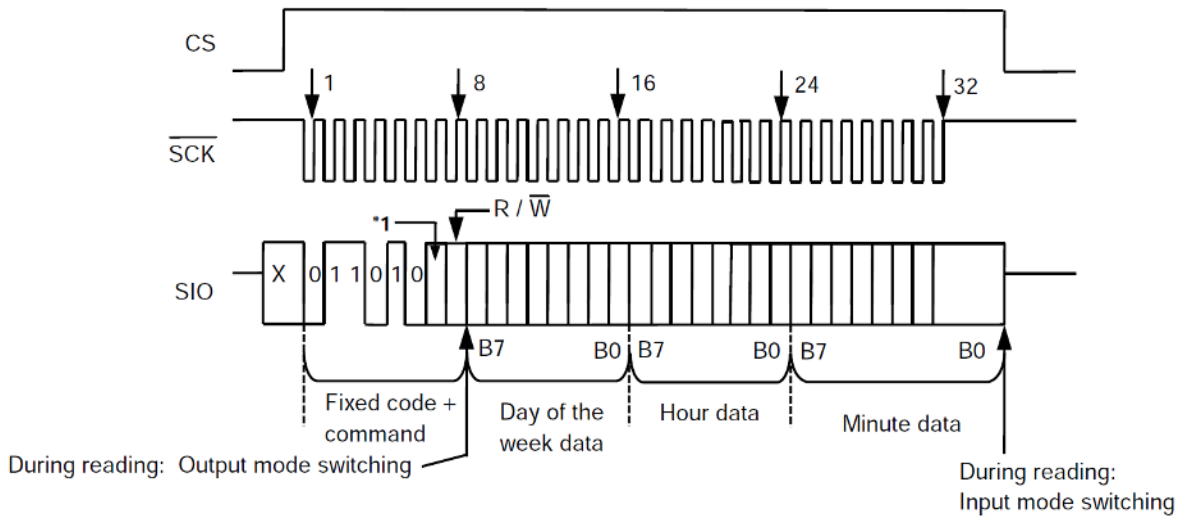 CS
1 8 16 24 32
SCK
R / W
*1
X 0 1 1 0 1 0
SIO
B7 B0 B7 B0 B7 B0
Fixed code +
command
Day of the
week data
Hour data
Minute data
During reading: Output mode switching
During reading:
Input mode switching